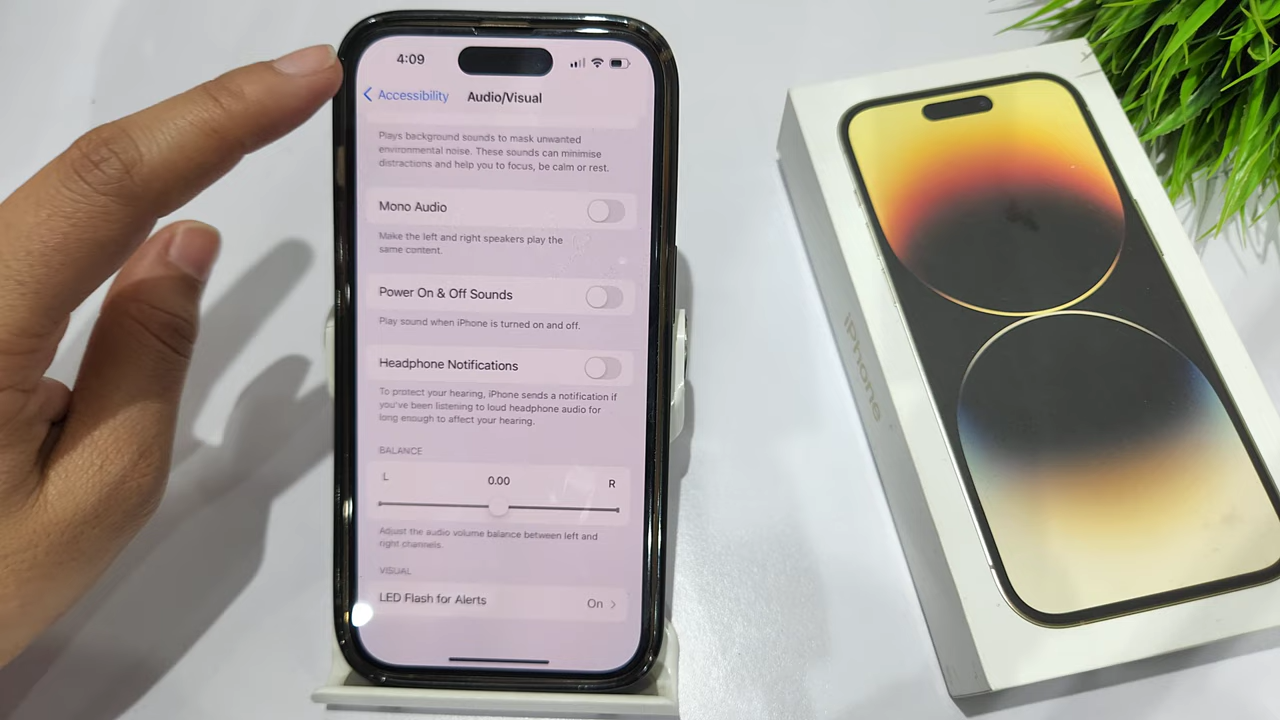 4:09
Accessibility Audio/Visual
Plays background sounds to mask unwanted
environmental noise. These sounds can minimise
distractions and help you to focus, be calm or rest.
Mono Audio
Make the left and right speakers play the
same content.
Power On & Off Sounds
Play sound when iPhone is turned on and off.
Headphone Notifications
To protect your hearing, iPhone sends a notification if
you've been listening to loud headphone audio for
long enough to affect your hearing.
BALANCE
L 0.00 R
Adjust the audio volume balance between left and
right channels.
VISUAL
LED Flash for Alerts On
iPhone